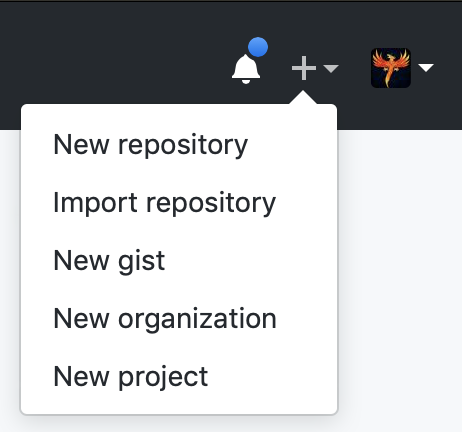 New repository
Import repository
New gist
New organization
New project